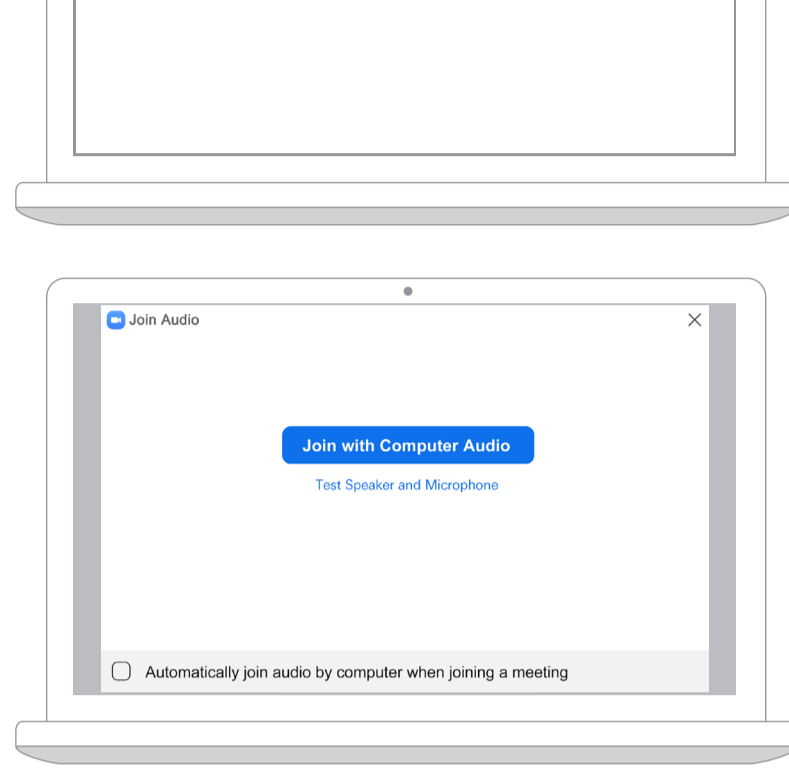 Join Audio
Join with Computer Audio
Test Speaker and Microphone
Automatically join audio by computer when joining a meeting